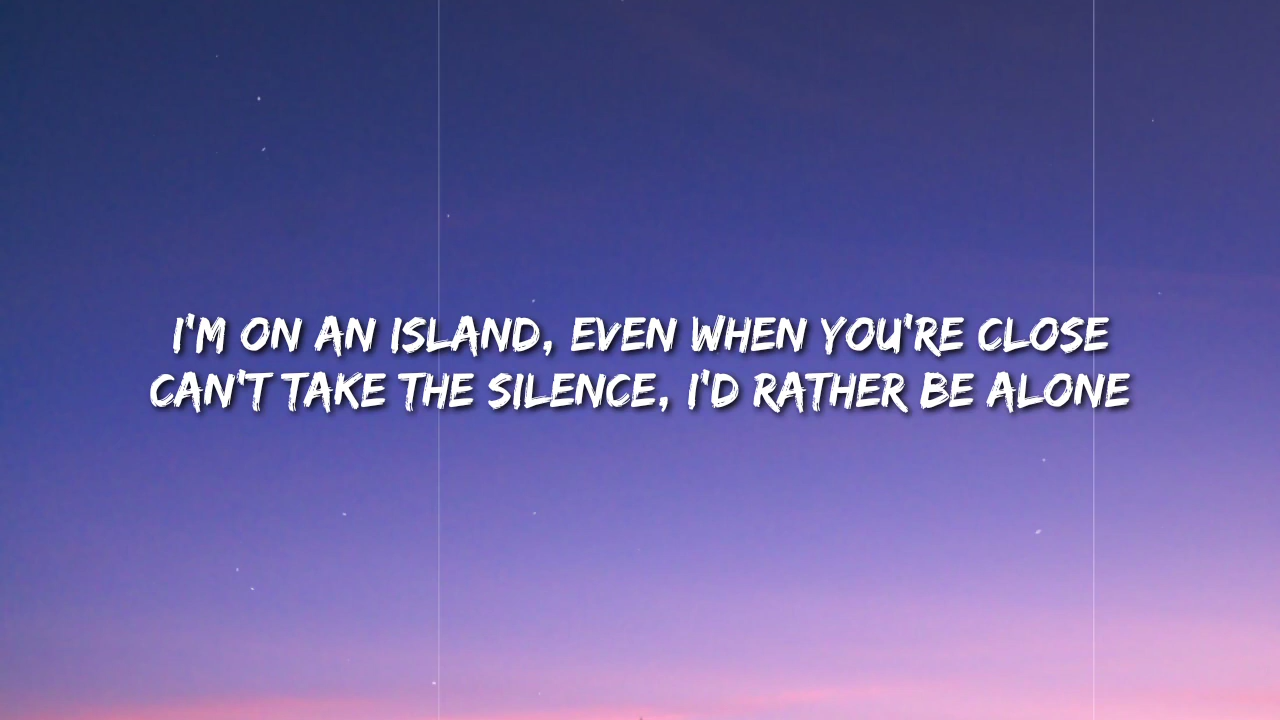 I'M ON AN ISLAND, EVEN WHEN YOU'RE CLOSE
CAN'T TAKE THE SILENCE, I'D RATHER BE ALONE